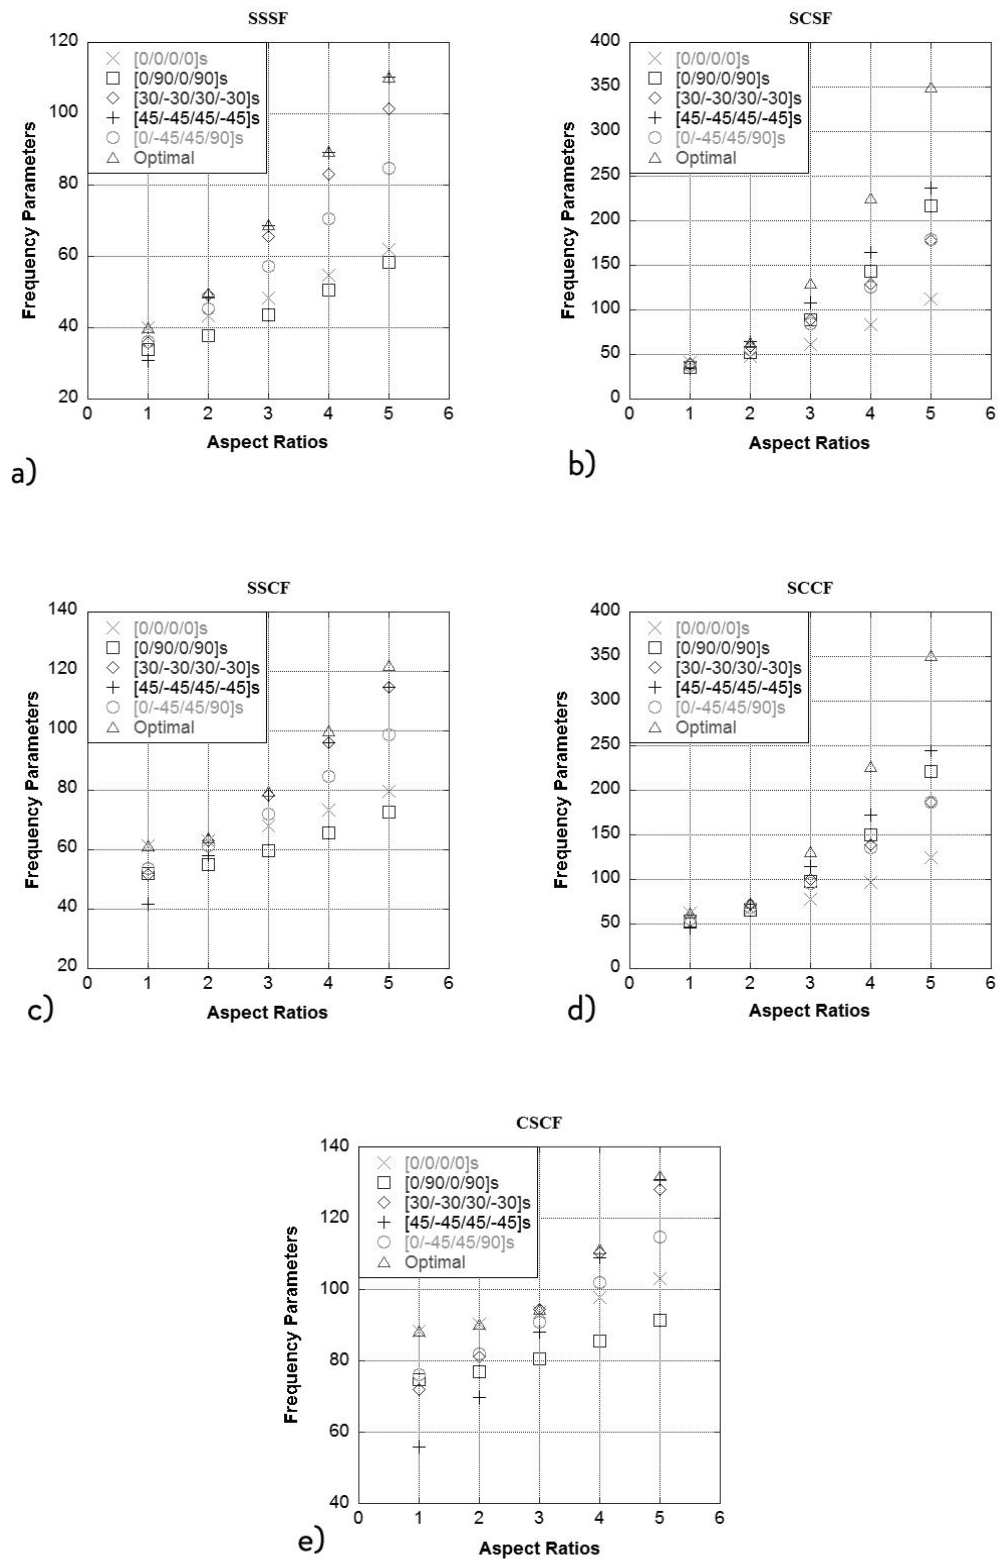 SSSF
120
100
80
60
40
20
Frequency Parameters
[0/0/0/0]s
[0/90/0/90]s
[30/-30/30/-30]s
[45/-45/45/-45]s
[0/-45/45/90]s
Optimal
0 1 2 3 4 5 6
Aspect Ratios
a)
SCSF
400
350
300
250
200
150
100
50
0
Frequency Parameters
[0/0/0/0]s
[0/90/0/90]s
[30/-30/30/-30]s
[45/-45/45/-45]s
[0/-45/45/90]s
Optimal
0 1 2 3 4 5 6
Aspect Ratios
b)
SSCF
140
120
100
80
60
40
20
Frequency Parameters
[0/0/0/0]s
[0/90/0/90]s
[30/-30/30/-30]s
[45/-45/45/-45]s
[0/-45/45/90]s
Optimal
0 1 2 3 4 5 6
Aspect Ratios
c)
SCCF
400
350
300
250
200
150
100
50
0
Frequency Parameters
[0/0/0/0]s
[0/90/0/90]s
[30/-30/30/-30]s
[45/-45/45/-45]s
[0/-45/45/90]s
Optimal
0 1 2 3 4 5 6
Aspect Ratios
d)
CSCF
140
120
100
80
60
40
Frequency Parameters
[0/0/0/0]s
[0/90/0/90]s
[30/-30/30/-30]s
[45/-45/45/-45]s
[0/-45/45/90]s
Optimal
0 1 2 3 4 5 6
Aspect Ratios
e)